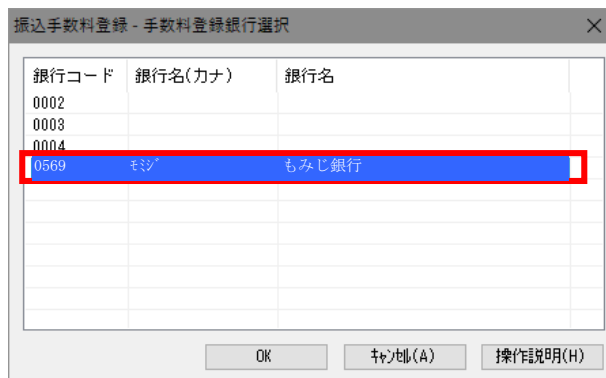 振込手数料登録 - 手数料登録銀行選択
銀行コード 銀行名(カナ) 銀行名
0002
0003
0004
0569 ﾓﾐｼﾞ もみじ銀行
OK ｷｬﾝｾﾙ(A) 操作説明(H)